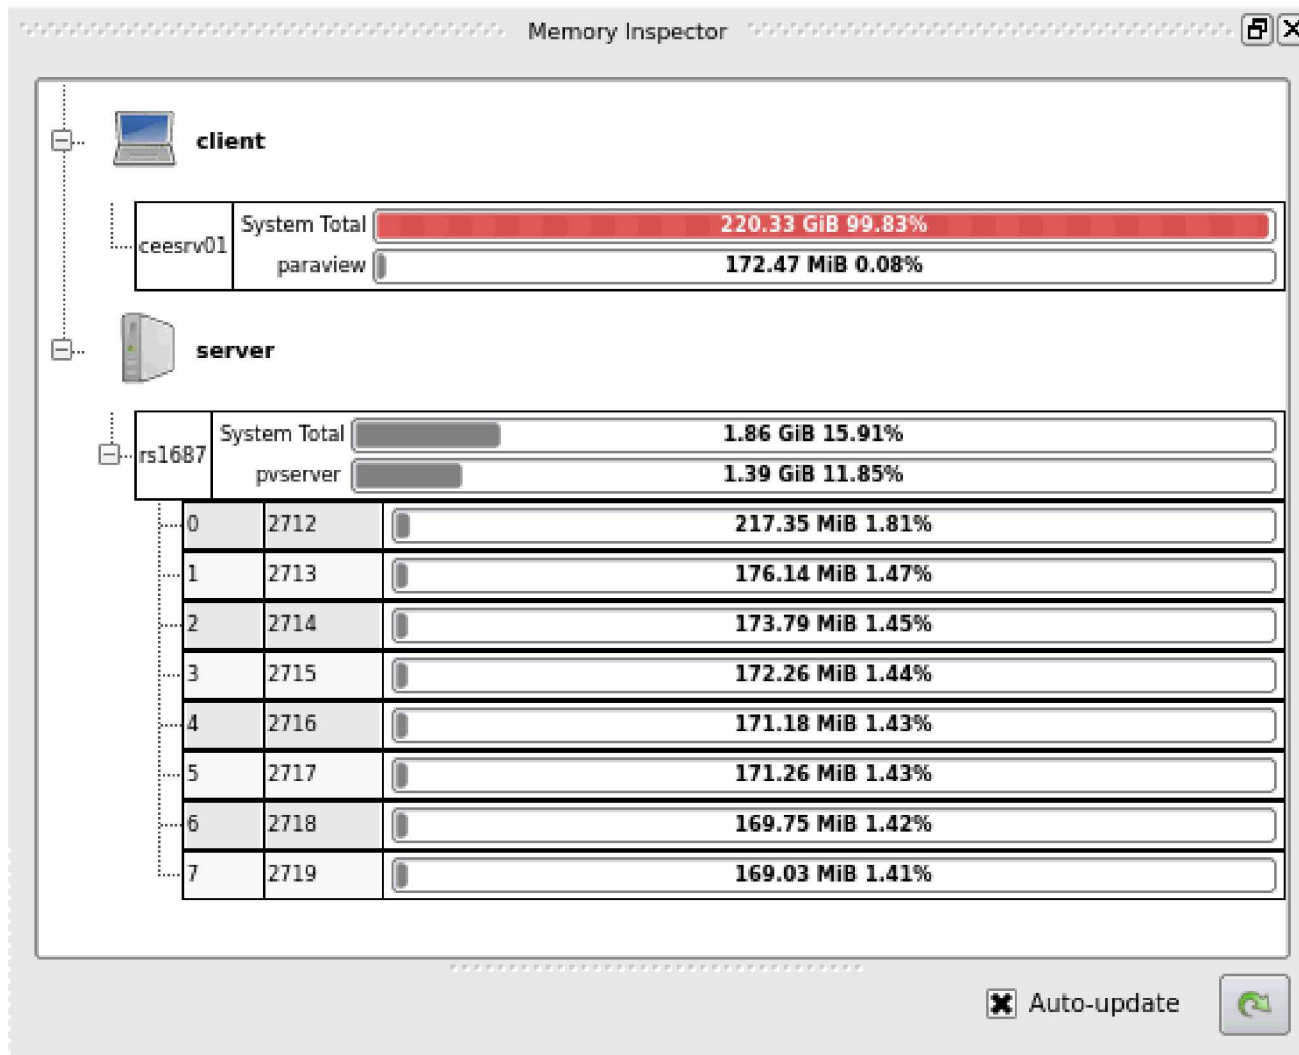 Memory Inspector
client
ceesrv01
System Total 220.33 GiB 99.83%
paraview 172.47 MiB 0.08%
server
rs1687
System Total 1.86 GiB 15.91%
pvserver 1.39 GiB 11.85%
0 2712 217.35 MiB 1.81%
1 2713 176.14 MiB 1.47%
2 2714 173.79 MiB 1.45%
3 2715 172.26 MiB 1.44%
4 2716 171.18 MiB 1.43%
5 2717 171.26 MiB 1.43%
6 2718 169.75 MiB 1.42%
7 2719 169.03 MiB 1.41%
Auto-update